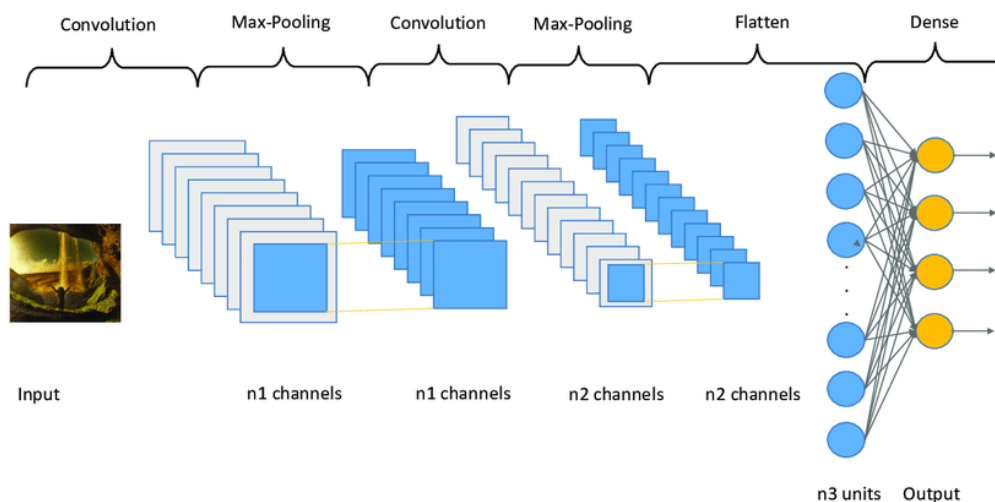 Convolution Max-Pooling Convolution Max-Pooling Flatten Dense
Input n1 channels n1 channels n2 channels n2 channels
n3 units Output